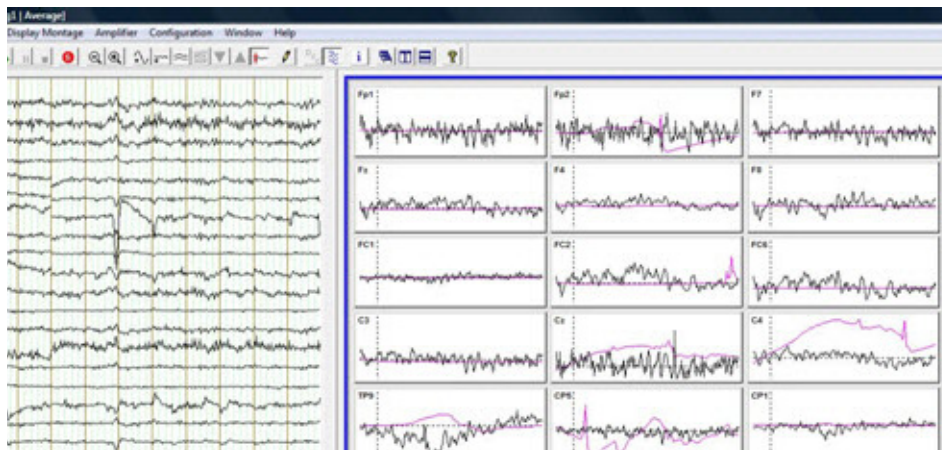 g1 | Average]
Display Montage Amplifier Configuration Window Help
Fp1
Fp2
F7
Fz
F4
F8
FC1
FC2
FC6
C3
Cz
C4
TP9
CP5
CP1